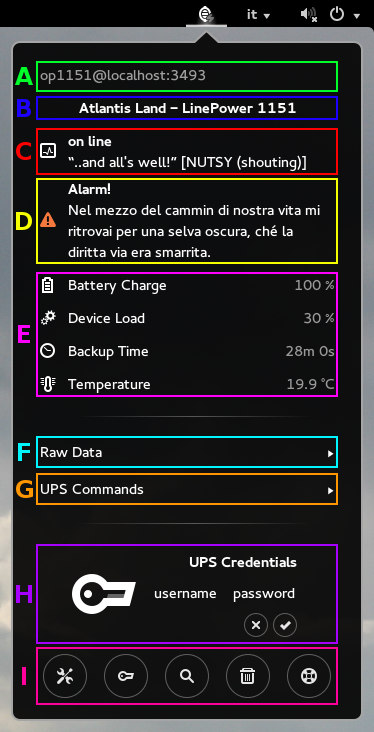 it
A
op1151@localhost:3493
B
Atlantis Land – LinePower 1151
C
on line
“..and all's well!” [NUTSY (shouting)]
D
Alarm!
Nel mezzo del cammin di nostra vita mi
ritrovai per una selva oscura, ché la
diritta via era smarrita.
E
Battery Charge 100 %
Device Load 30 %
Backup Time 28m 0s
Temperature 19.9 °C
F
Raw Data
G
UPS Commands
H
UPS Credentials
username password
I